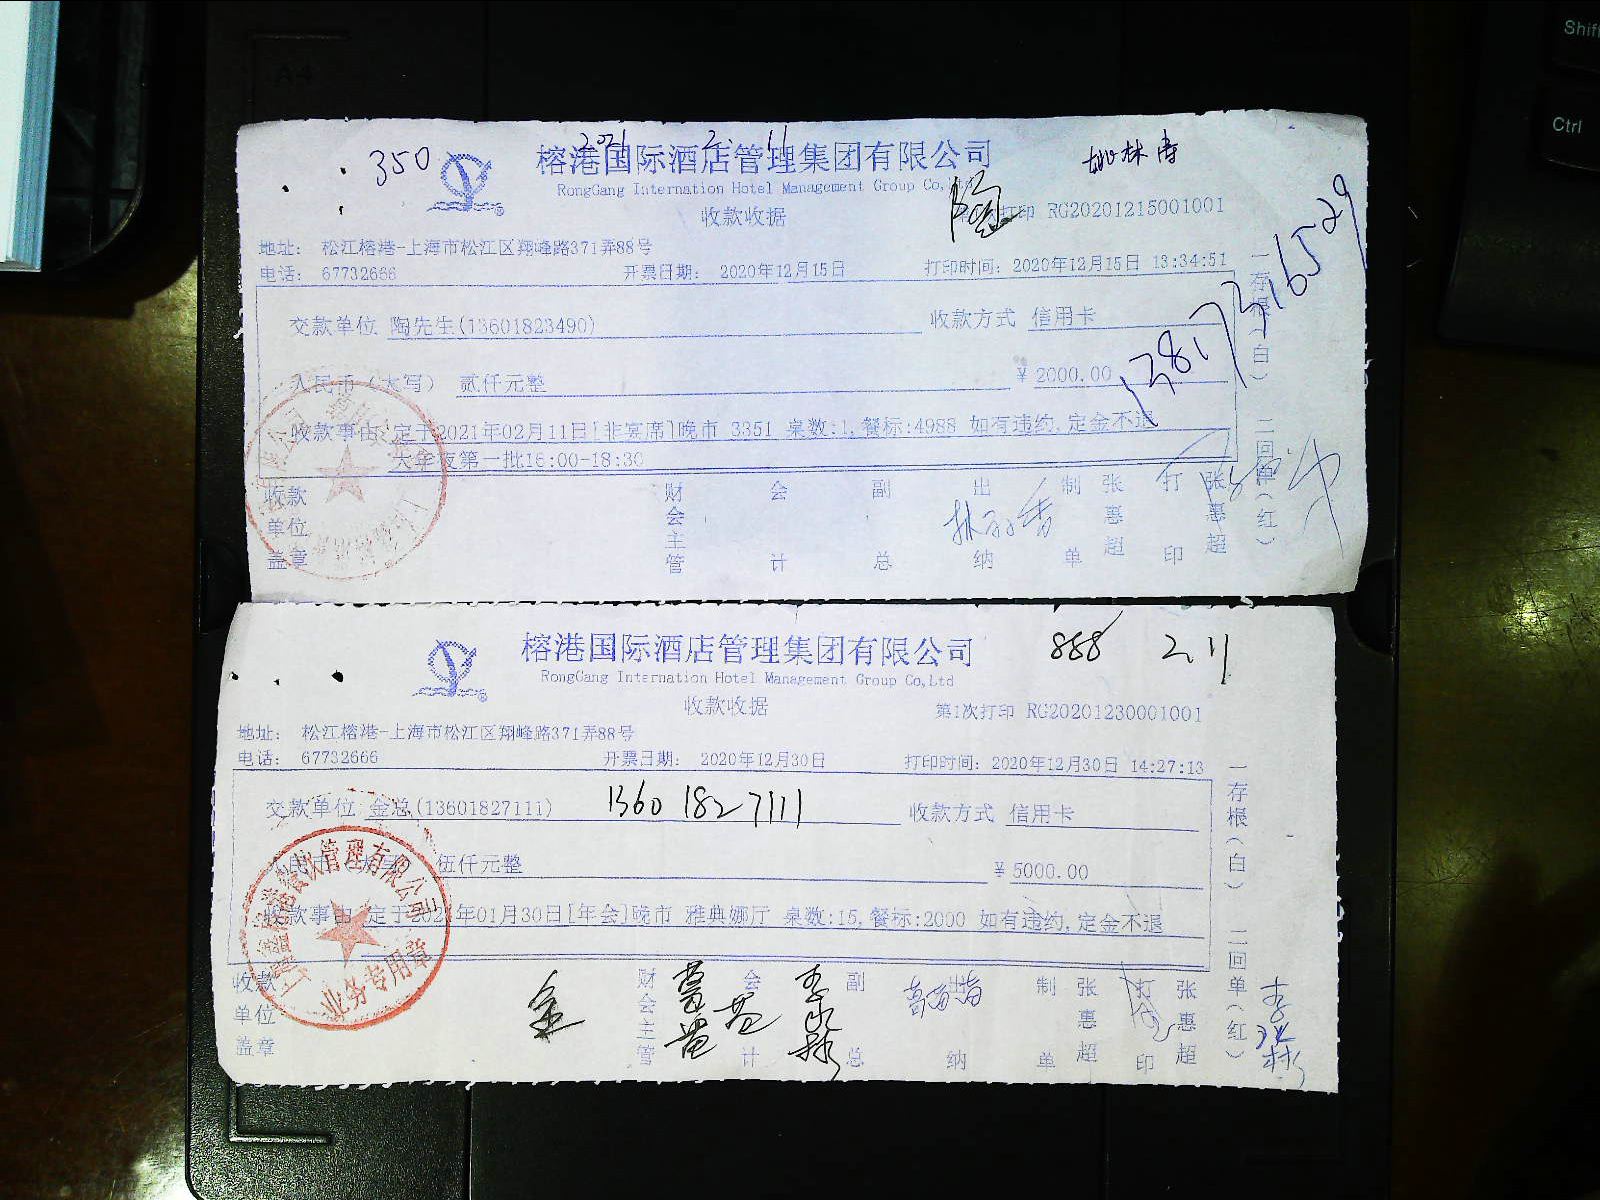 A4
Shift
Ctrl
350
2021 2.11
榕港国际酒店管理集团有限公司
RongGang Internation Hotel Management Group Co,Ltd
收款收据
打印 RG20201215001001
地址： 松江榕港-上海市松江区翔峰路371弄88号
电话： 67732666 开票日期： 2020年12月15日 打印时间：2020年12月15日 13:34:51
交款单位 陶先生(13601823490) 收款方式 信用卡
人民币（大写） 贰仟元整 ¥ 2000.00
收款事由 定于2021年02月11日[非宴席]晚市 3351 桌数:1,餐标:4988 如有违约,定金不退
大年夜第一批16:00-18:30
收款单位盖章 财会主管 会计 副总 出纳 制单 张惠超 打印 张惠超
一存根（白） 二回单（红）
888 2.11
榕港国际酒店管理集团有限公司
RongGang Internation Hotel Management Group Co,Ltd
收款收据
第1次打印 RG20201230001001
地址： 松江榕港-上海市松江区翔峰路371弄88号
电话： 67732666 开票日期： 2020年12月30日 打印时间：2020年12月30日 14:27:13
交款单位 金总(13601827111) 13601827111 收款方式 信用卡
伍仟元整 ¥ 5000.00
收款事由 定于2021年01月30日[年会]晚市 雅典娜厅 桌数:15,餐标:2000 如有违约,定金不退
业务专用章
收款单位盖章 金 财会主管 会计 副总 出纳 制单 张惠超 打印 张惠超
一存根（白） 二回单（红）